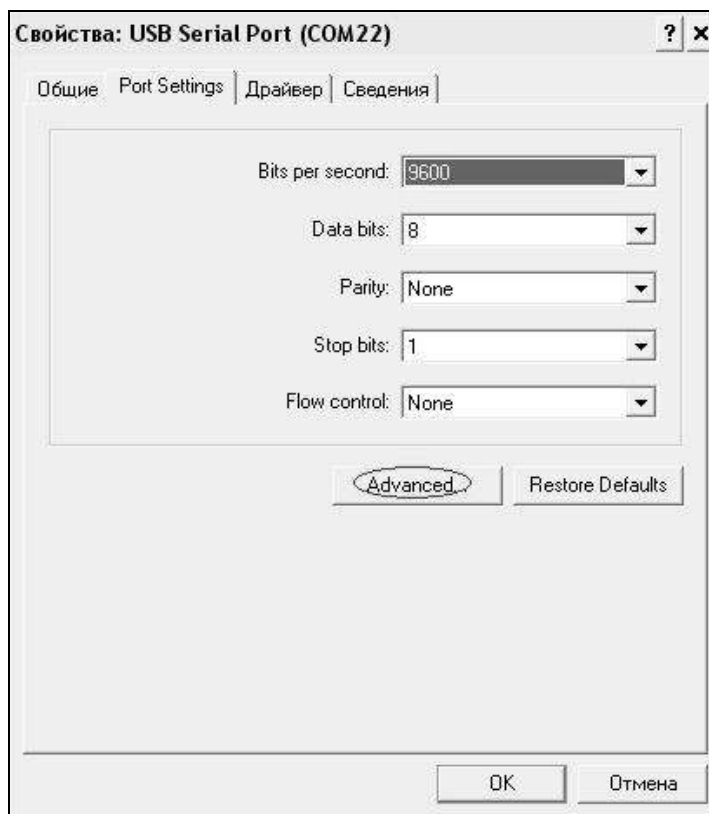 Свойства: USB Serial Port (COM22) ? ×
Общие Port Settings Драйвер Сведения
Bits per second: 9600
Data bits: 8
Parity: None
Stop bits: 1
Flow control: None
Advanced... Restore Defaults
OK Отмена